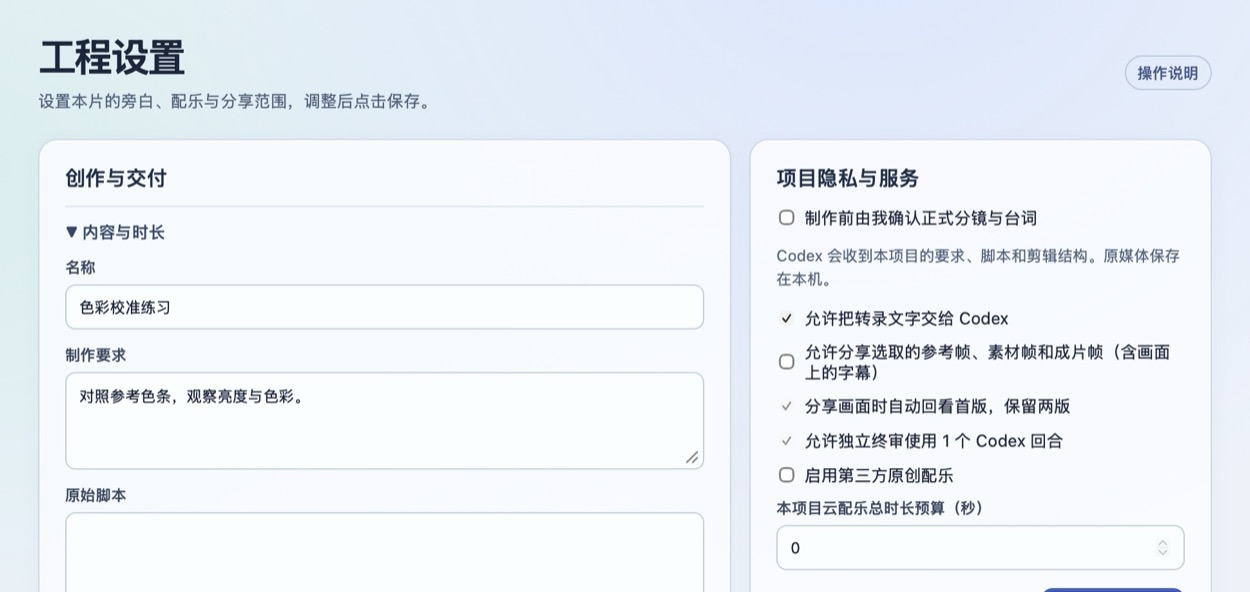 工程设置
设置本片的旁白、配乐与分享范围，调整后点击保存。
操作说明
创作与交付
▼ 内容与时长
名称
色彩校准练习
制作要求
对照参考色条，观察亮度与色彩。
原始脚本
项目隐私与服务
制作前由我确认正式分镜与台词
Codex 会收到本项目的要求、脚本和剪辑结构。原媒体保存
在本机。
允许把转录文字交给 Codex
允许分享选取的参考帧、素材帧和成片帧（含画面
上的字幕）
分享画面时自动回看首版，保留两版
允许独立终审使用 1 个 Codex 回合
启用第三方原创配乐
本项目云配乐总时长预算（秒）
0